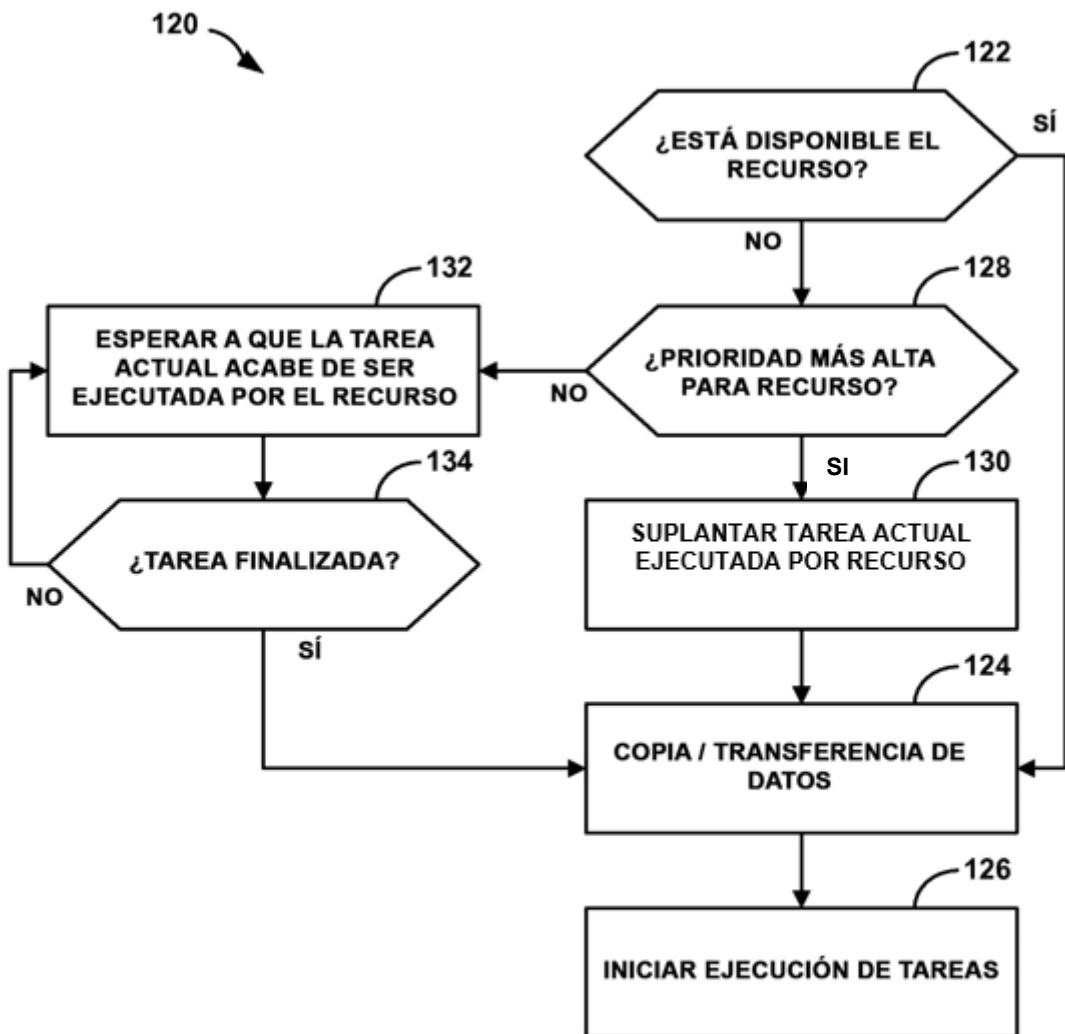 120
122
¿ESTÁ DISPONIBLE EL
RECURSO?
SÍ
NO
128
¿PRIORIDAD MÁS ALTA
PARA RECURSO?
NO
SI
132
ESPERAR A QUE LA TAREA
ACTUAL ACABE DE SER
EJECUTADA POR EL RECURSO
134
¿TAREA FINALIZADA?
NO
SÍ
130
SUPLANTAR TAREA ACTUAL
EJECUTADA POR RECURSO
124
COPIA / TRANSFERENCIA DE
DATOS
126
INICIAR EJECUCIÓN DE TAREAS